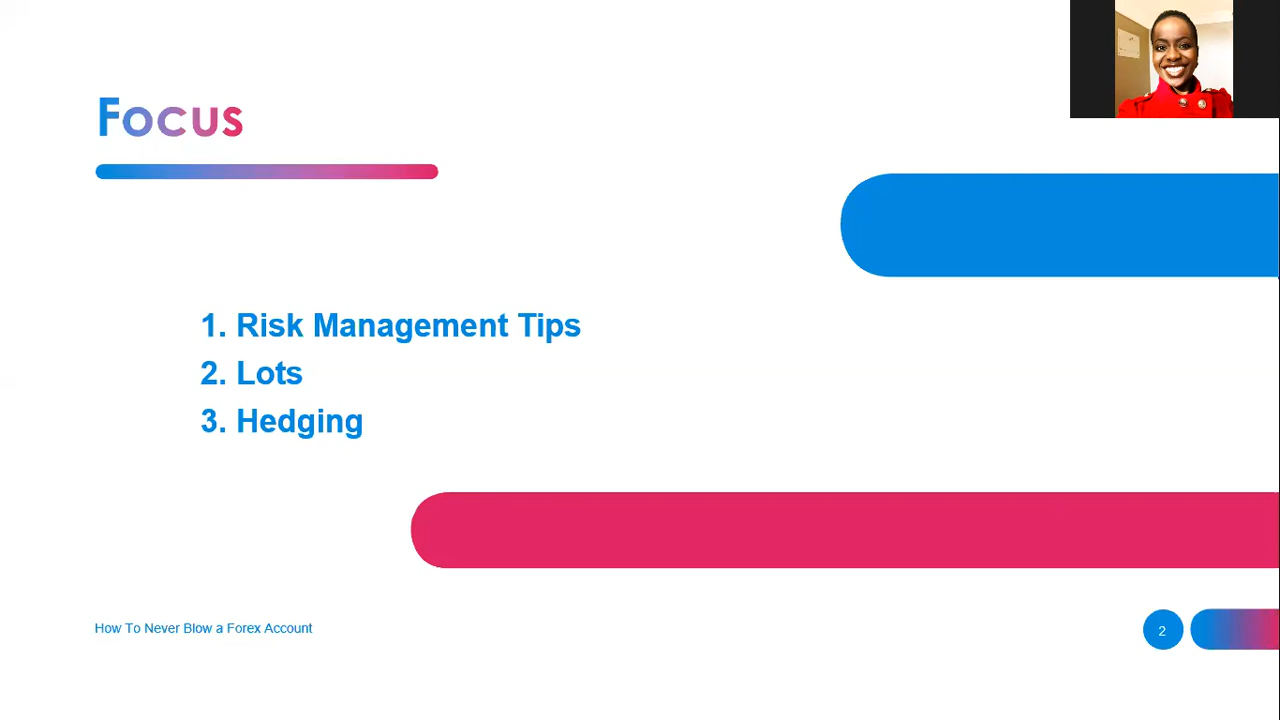 Focus
1. Risk Management Tips
2. Lots
3. Hedging
How To Never Blow a Forex Account
2